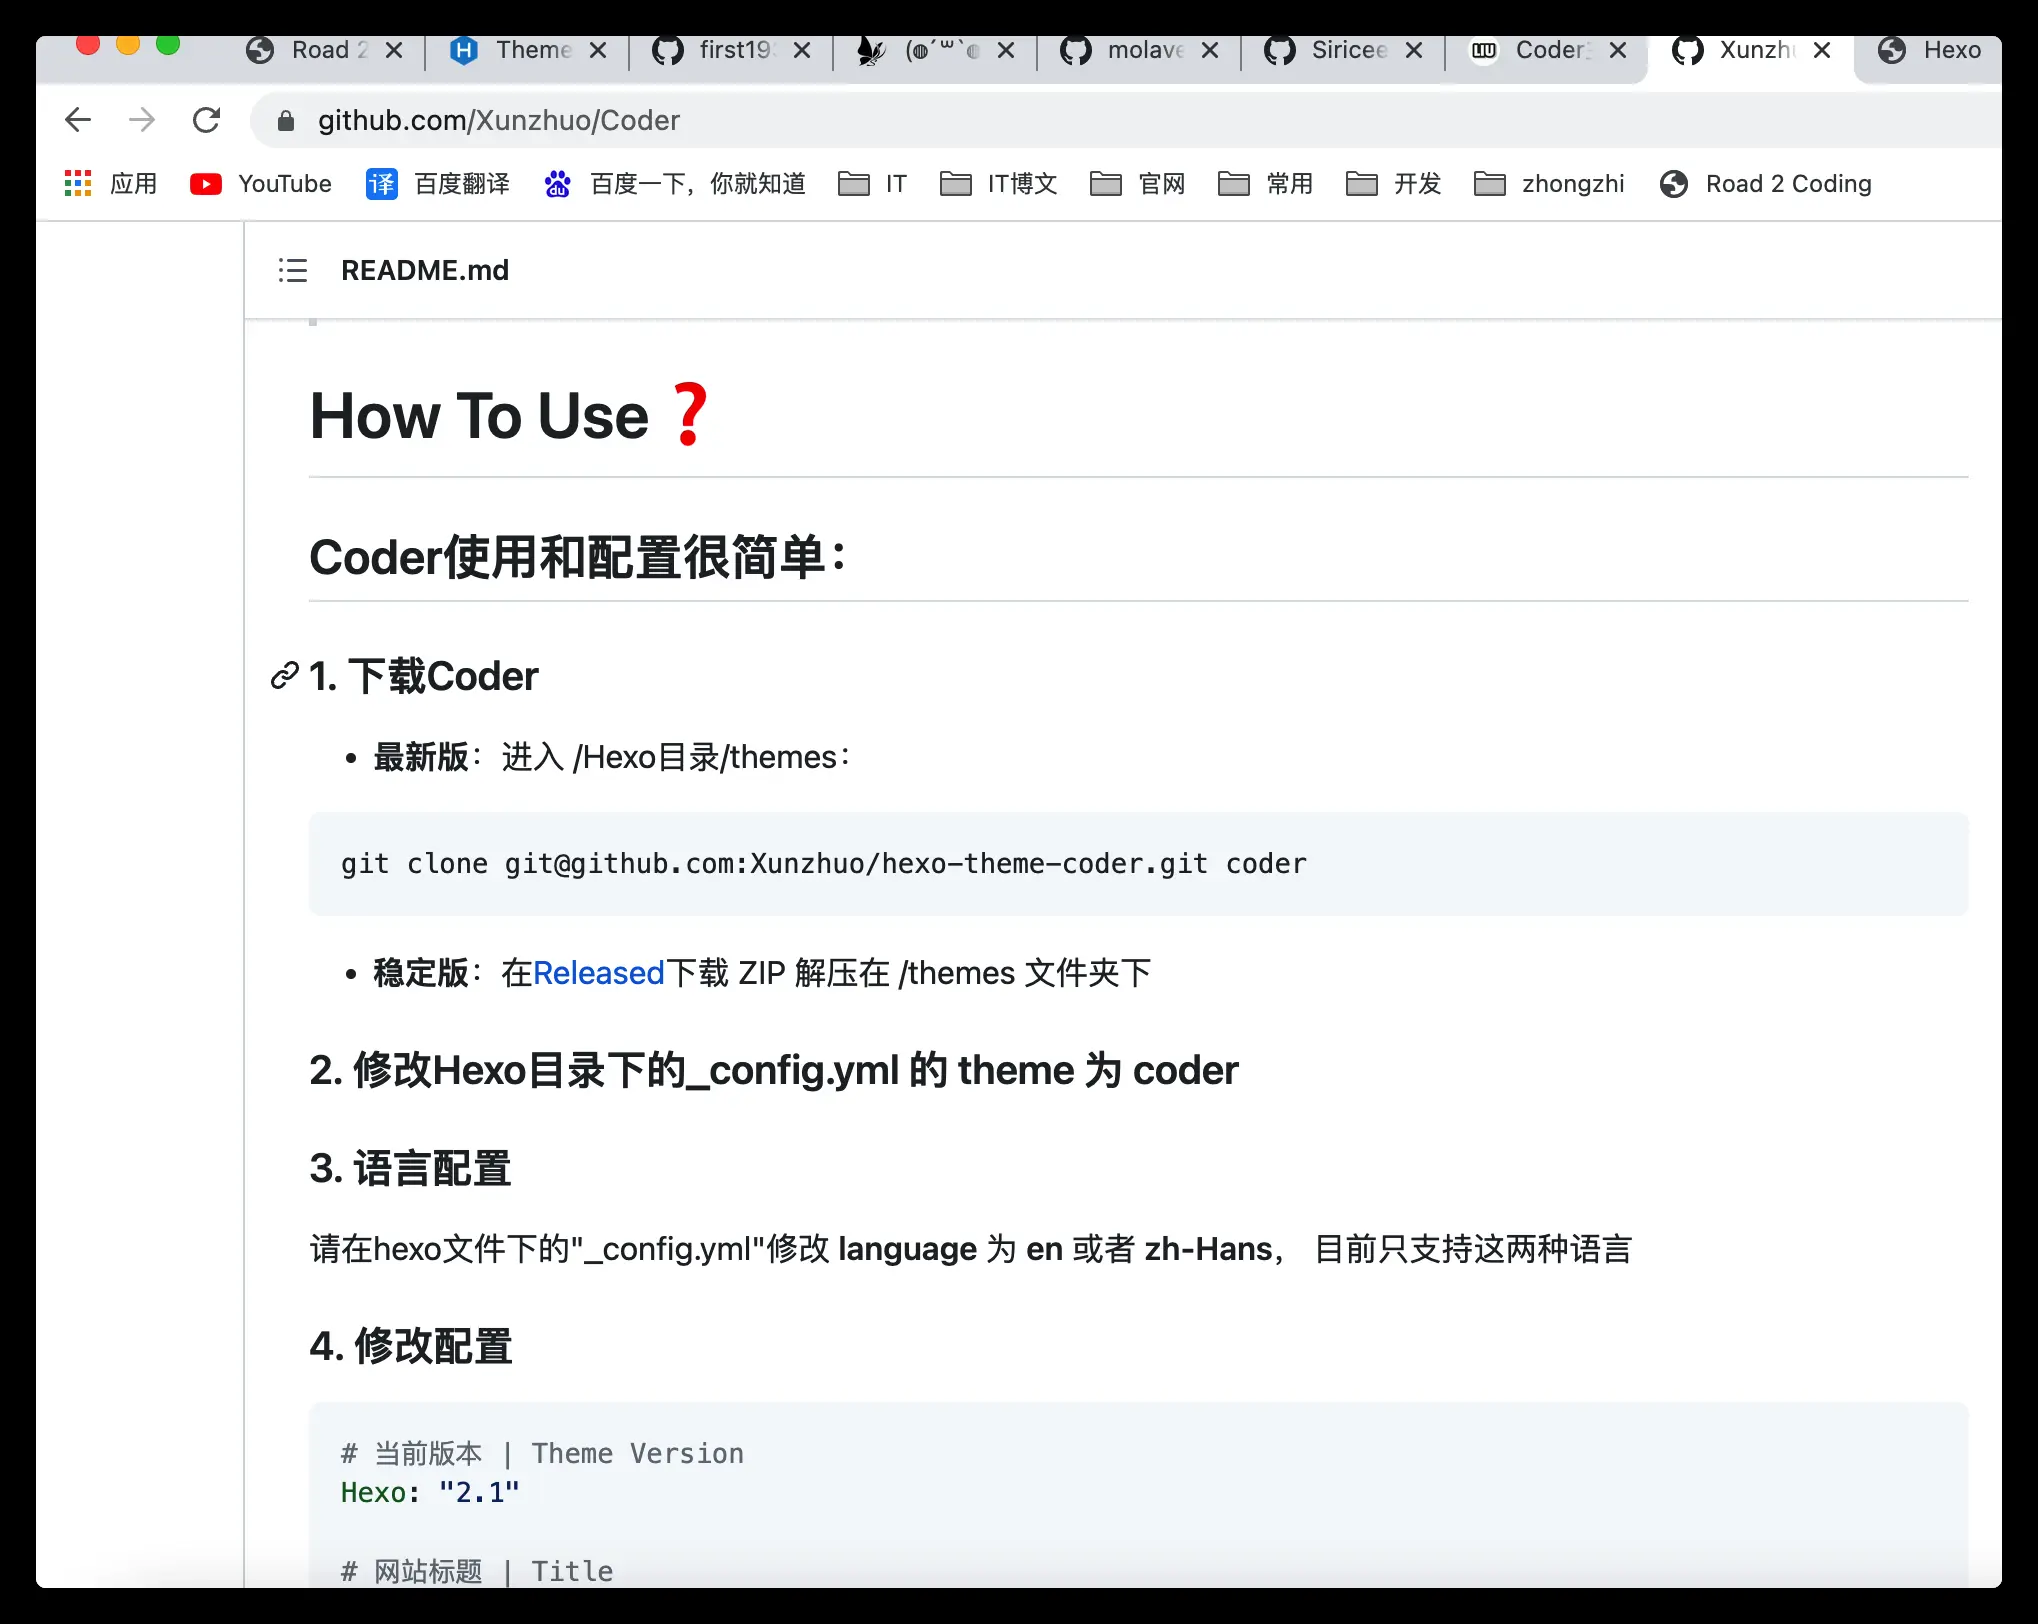 Road 2
Theme
first19
(◍´꒳`◍
molave
Siricee
Coder
Xunzhu
Hexo
github.com/Xunzhuo/Coder
应用 YouTube 译 百度翻译 du 百度一下，你就知道 IT IT博文 官网 常用 开发 zhongzhi Road 2 Coding
README.md
How To Use ❓
Coder使用和配置很简单：
1. 下载Coder
• 最新版：进入 /Hexo目录/themes：
git clone git@github.com:Xunzhuo/hexo-theme-coder.git coder
• 稳定版：在Released下载 ZIP 解压在 /themes 文件夹下
2. 修改Hexo目录下的_config.yml 的 theme 为 coder
3. 语言配置
请在hexo文件下的"_config.yml"修改 language 为 en 或者 zh-Hans， 目前只支持这两种语言
4. 修改配置
# 当前版本 | Theme Version
Hexo: "2.1"
# 网站标题 | Title